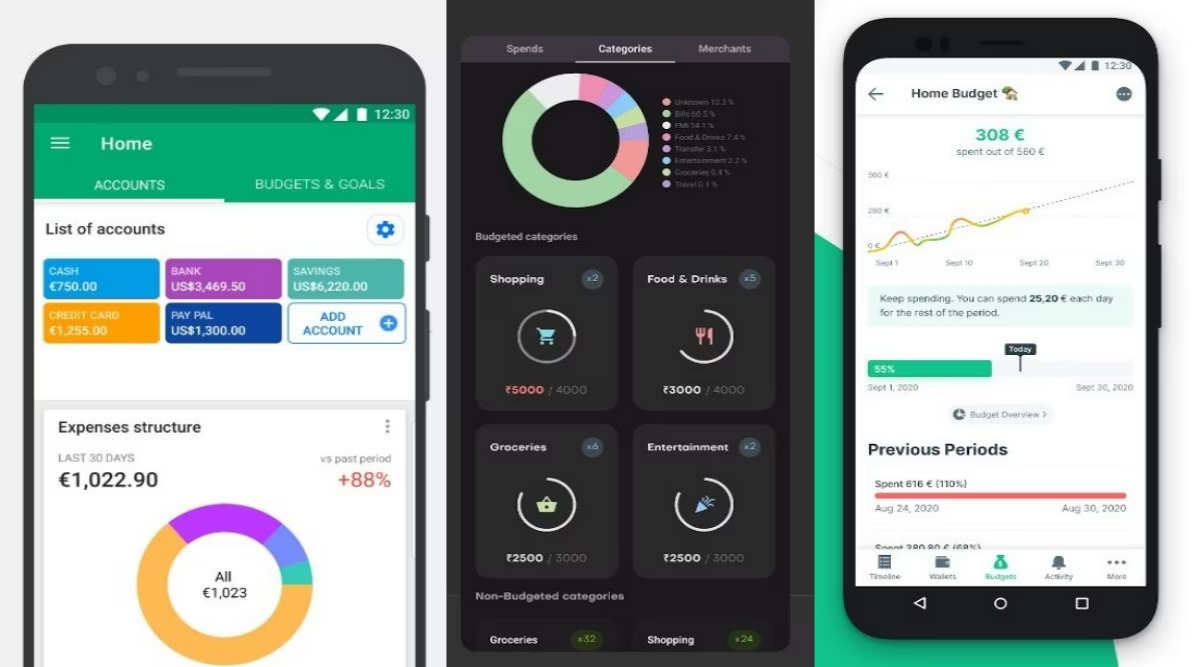 12:30
Home
ACCOUNTS
BUDGETS & GOALS
List of accounts
CASH
€750.00
BANK
US$3,469.50
SAVINGS
US$6,220.00
CREDIT CARD
€1,255.00
PAY PAL
US$1,300.00
ADD
ACCOUNT
Expenses structure
LAST 30 DAYS
vs past period
€1,022.90
+88%
All
€1,023
Spends
Categories
Merchants
Unknown 12.2 %
Bills 60.5 %
EMI 14.1 %
Food & Drinks 7.4 %
Transfer 3.1 %
Entertainment 2.2 %
Groceries 0.4 %
Travel 0.1 %
Budgeted categories
Shopping
x2
₹5000 / 4000
Food & Drinks
x5
₹3000 / 4000
Groceries
x6
₹2500 / 3000
Entertainment
x2
₹2500 / 3000
Non-Budgeted categories
Groceries
x32
Shopping
x24
12:30
Home Budget
308 €
spent out of 560 €
560 €
280 €
0 €
Sept 1
Sept 10
Sept 20
Sept 30
Keep spending. You can spend 25,20 € each day
for the rest of the period.
Today
55%
Sept 1, 2020
Sept 30, 2020
Budget Overview >
Previous Periods
Spent 616 € (110%)
Aug 24, 2020
Aug 30, 2020
Spent 380,80 € (68%)
Timeline
Wallets
Budgets
Activity
More